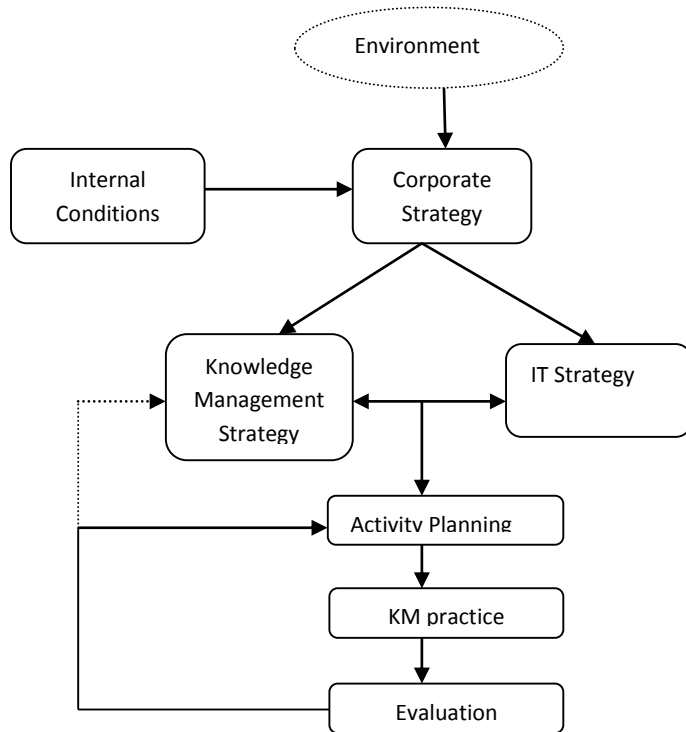 Environment
Internal
Conditions
Corporate
Strategy
Knowledge
Management
Strategy
IT Strategy
Activity Planning
KM practice
Evaluation